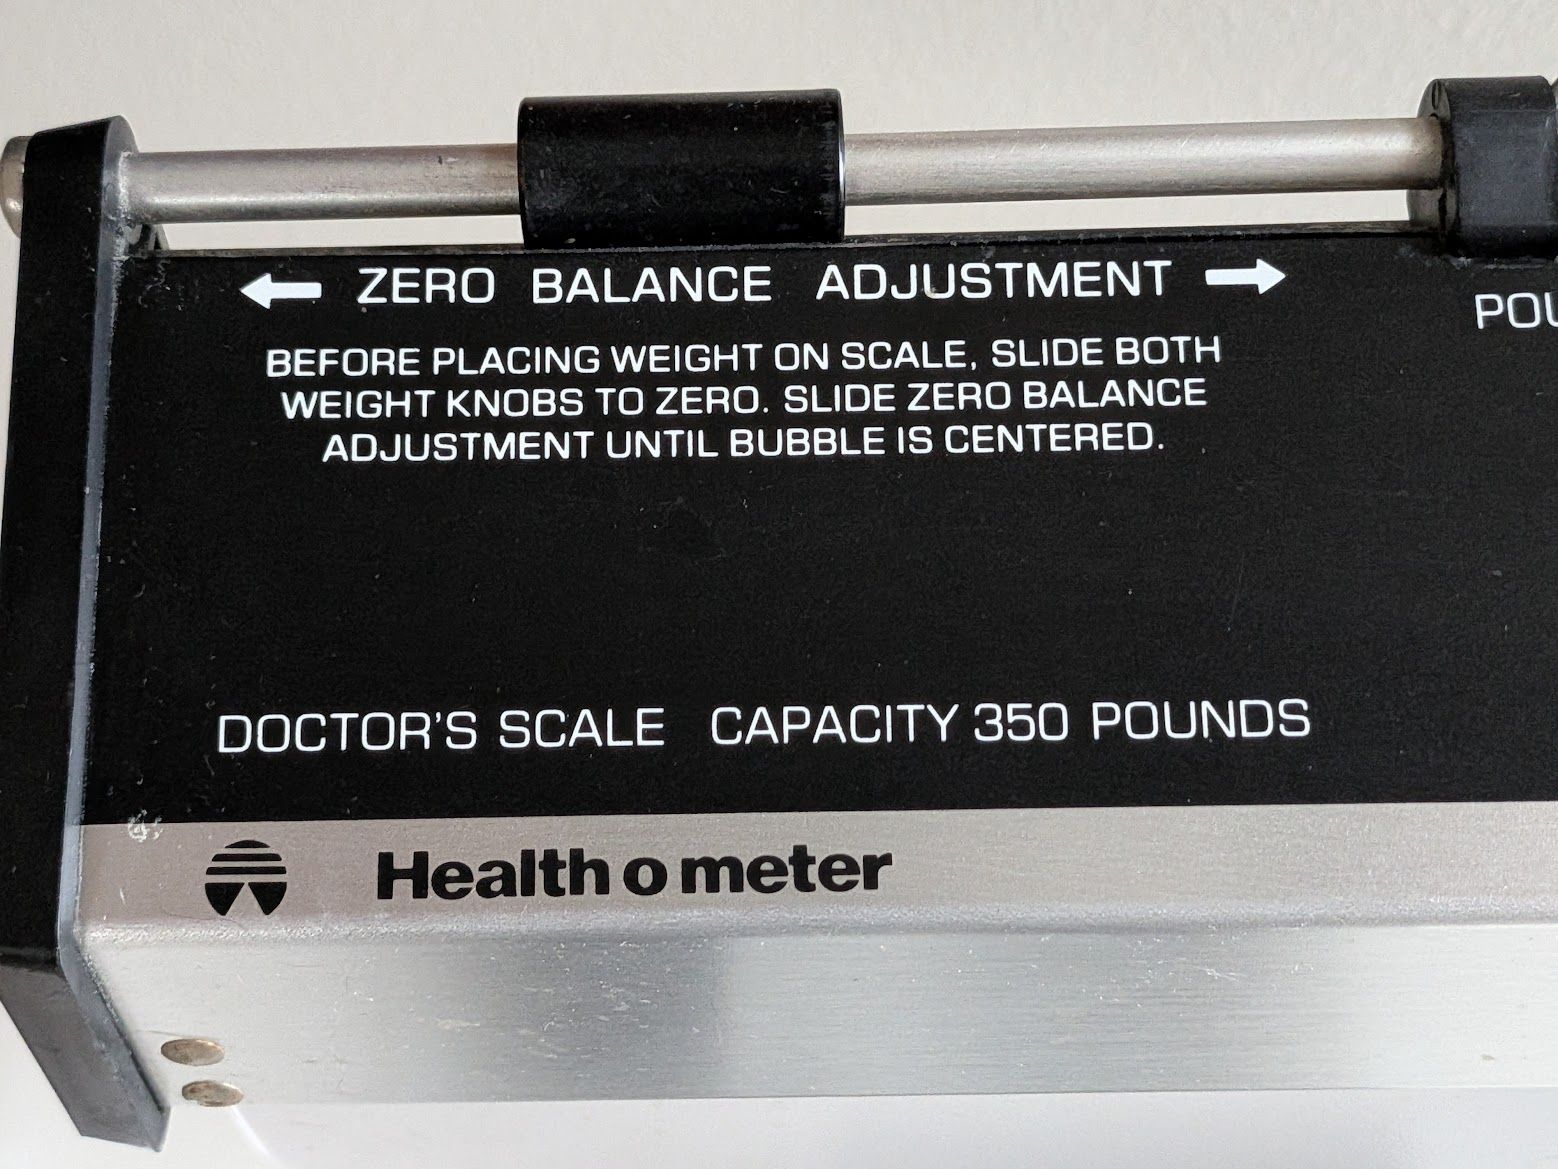 ZERO BALANCE ADJUSTMENT
BEFORE PLACING WEIGHT ON SCALE, SLIDE BOTH
WEIGHT KNOBS TO ZERO. SLIDE ZERO BALANCE
ADJUSTMENT UNTIL BUBBLE IS CENTERED.
DOCTOR'S SCALE CAPACITY 350 POUNDS
Health o meter